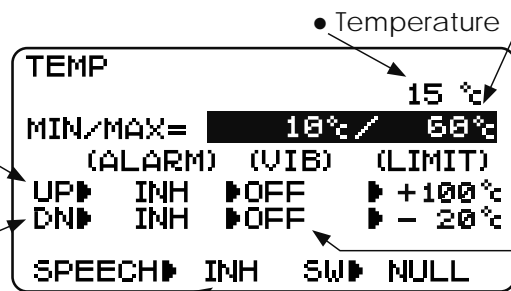 ● Temperature
TEMP
15 ℃
MIN/MAX= 10℃/ 60℃
(ALARM) (VIB) (LIMIT)
UP▶ INH ▶OFF ▶+100℃
DN▶ INH ▶OFF ▶- 20℃
SPEECH▶ INH SW▶ NULL